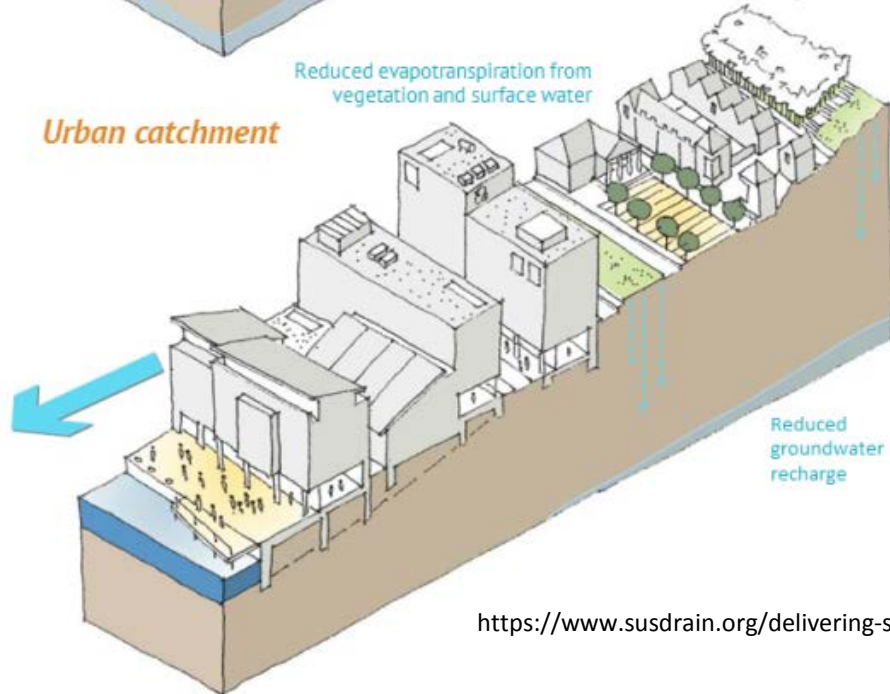 Reduced evapotranspiration from
vegetation and surface water
Urban catchment
Reduced
groundwater
recharge
https://www.susdrain.org/delivering-s